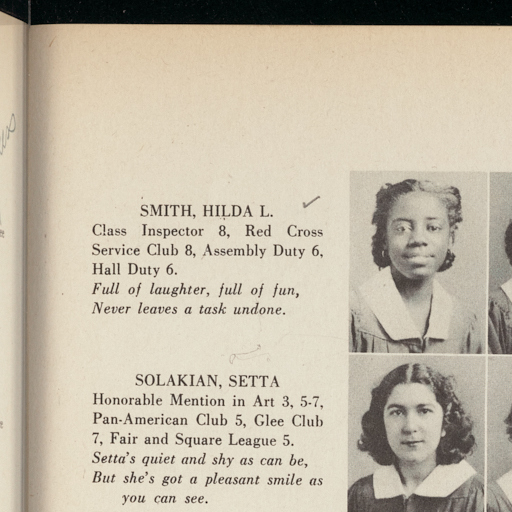 SMITH, HILDA L.
Class Inspector 8, Red Cross
Service Club 8, Assembly Duty 6,
Hall Duty 6.
Full of laughter, full of fun,
Never leaves a task undone.
SOLAKIAN, SETTA
Honorable Mention in Art 3, 5-7,
Pan-American Club 5, Glee Club
7, Fair and Square League 5.
Setta's quiet and shy as can be,
But she's got a pleasant smile as
you can see.